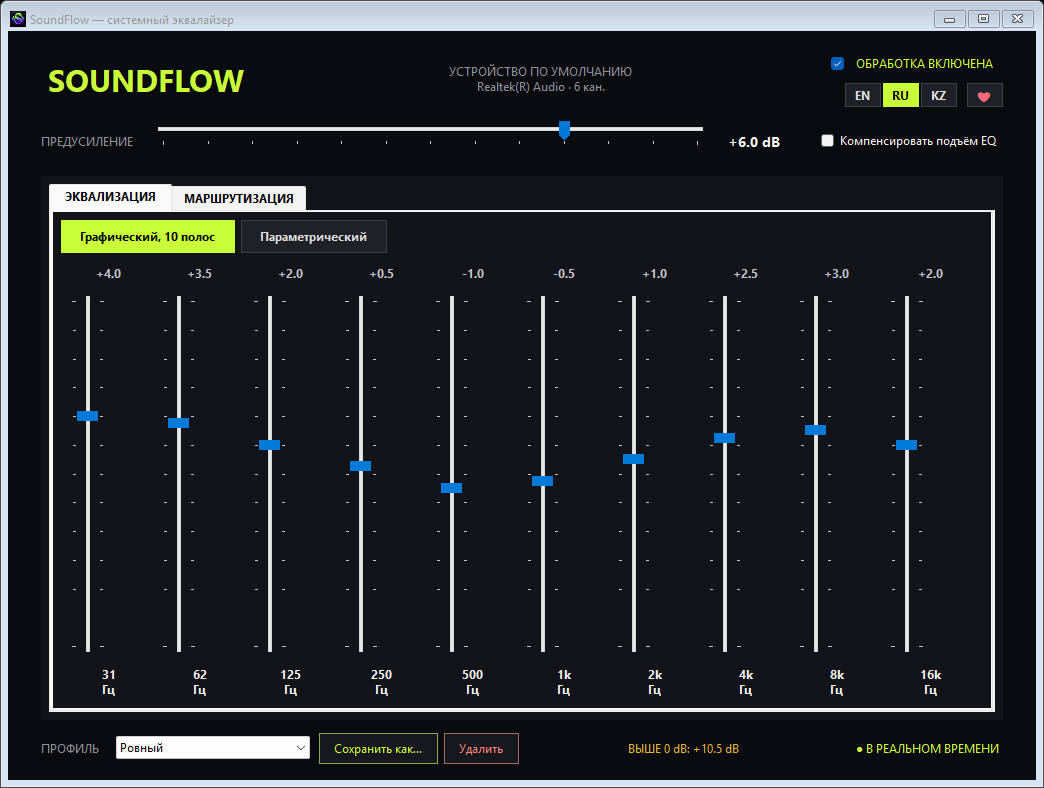 SoundFlow — системный эквалайзер
SOUNDFLOW
УСТРОЙСТВО ПО УМОЛЧАНИЮ
Realtek(R) Audio · 6 кан.
ОБРАБОТКА ВКЛЮЧЕНА
EN RU KZ
ПРЕДУСИЛЕНИЕ
+6.0 dB
Компенсировать подъём EQ
ЭКВАЛИЗАЦИЯ МАРШРУТИЗАЦИЯ
Графический, 10 полос Параметрический
+4.0 +3.5 +2.0 +0.5 -1.0 -0.5 +1.0 +2.5 +3.0 +2.0
31 62 125 250 500 1k 2k 4k 8k 16k
Гц Гц Гц Гц Гц Гц Гц Гц Гц Гц
ПРОФИЛЬ Ровный Сохранить как... Удалить ВЫШЕ 0 dB: +10.5 dB ● В РЕАЛЬНОМ ВРЕМЕНИ